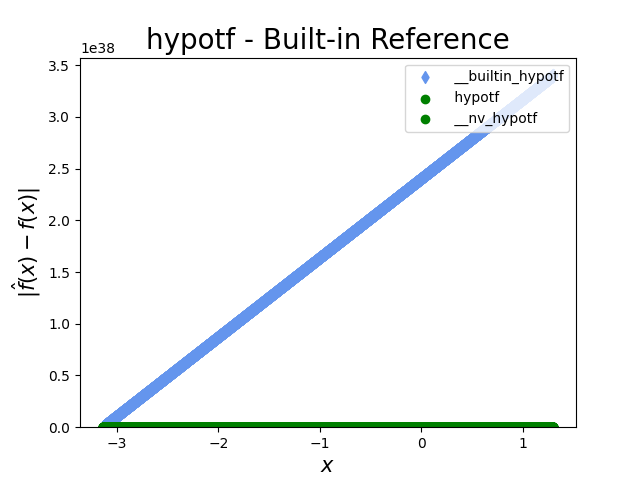 hypotf - Built-in Reference
1e38
3.5
3.0
2.5
2.0
1.5
1.0
0.5
0.0
|f̂(x) − f(x)|
__builtin_hypotf
hypotf
__nv_hypotf
−3 −2 −1 0 1
x